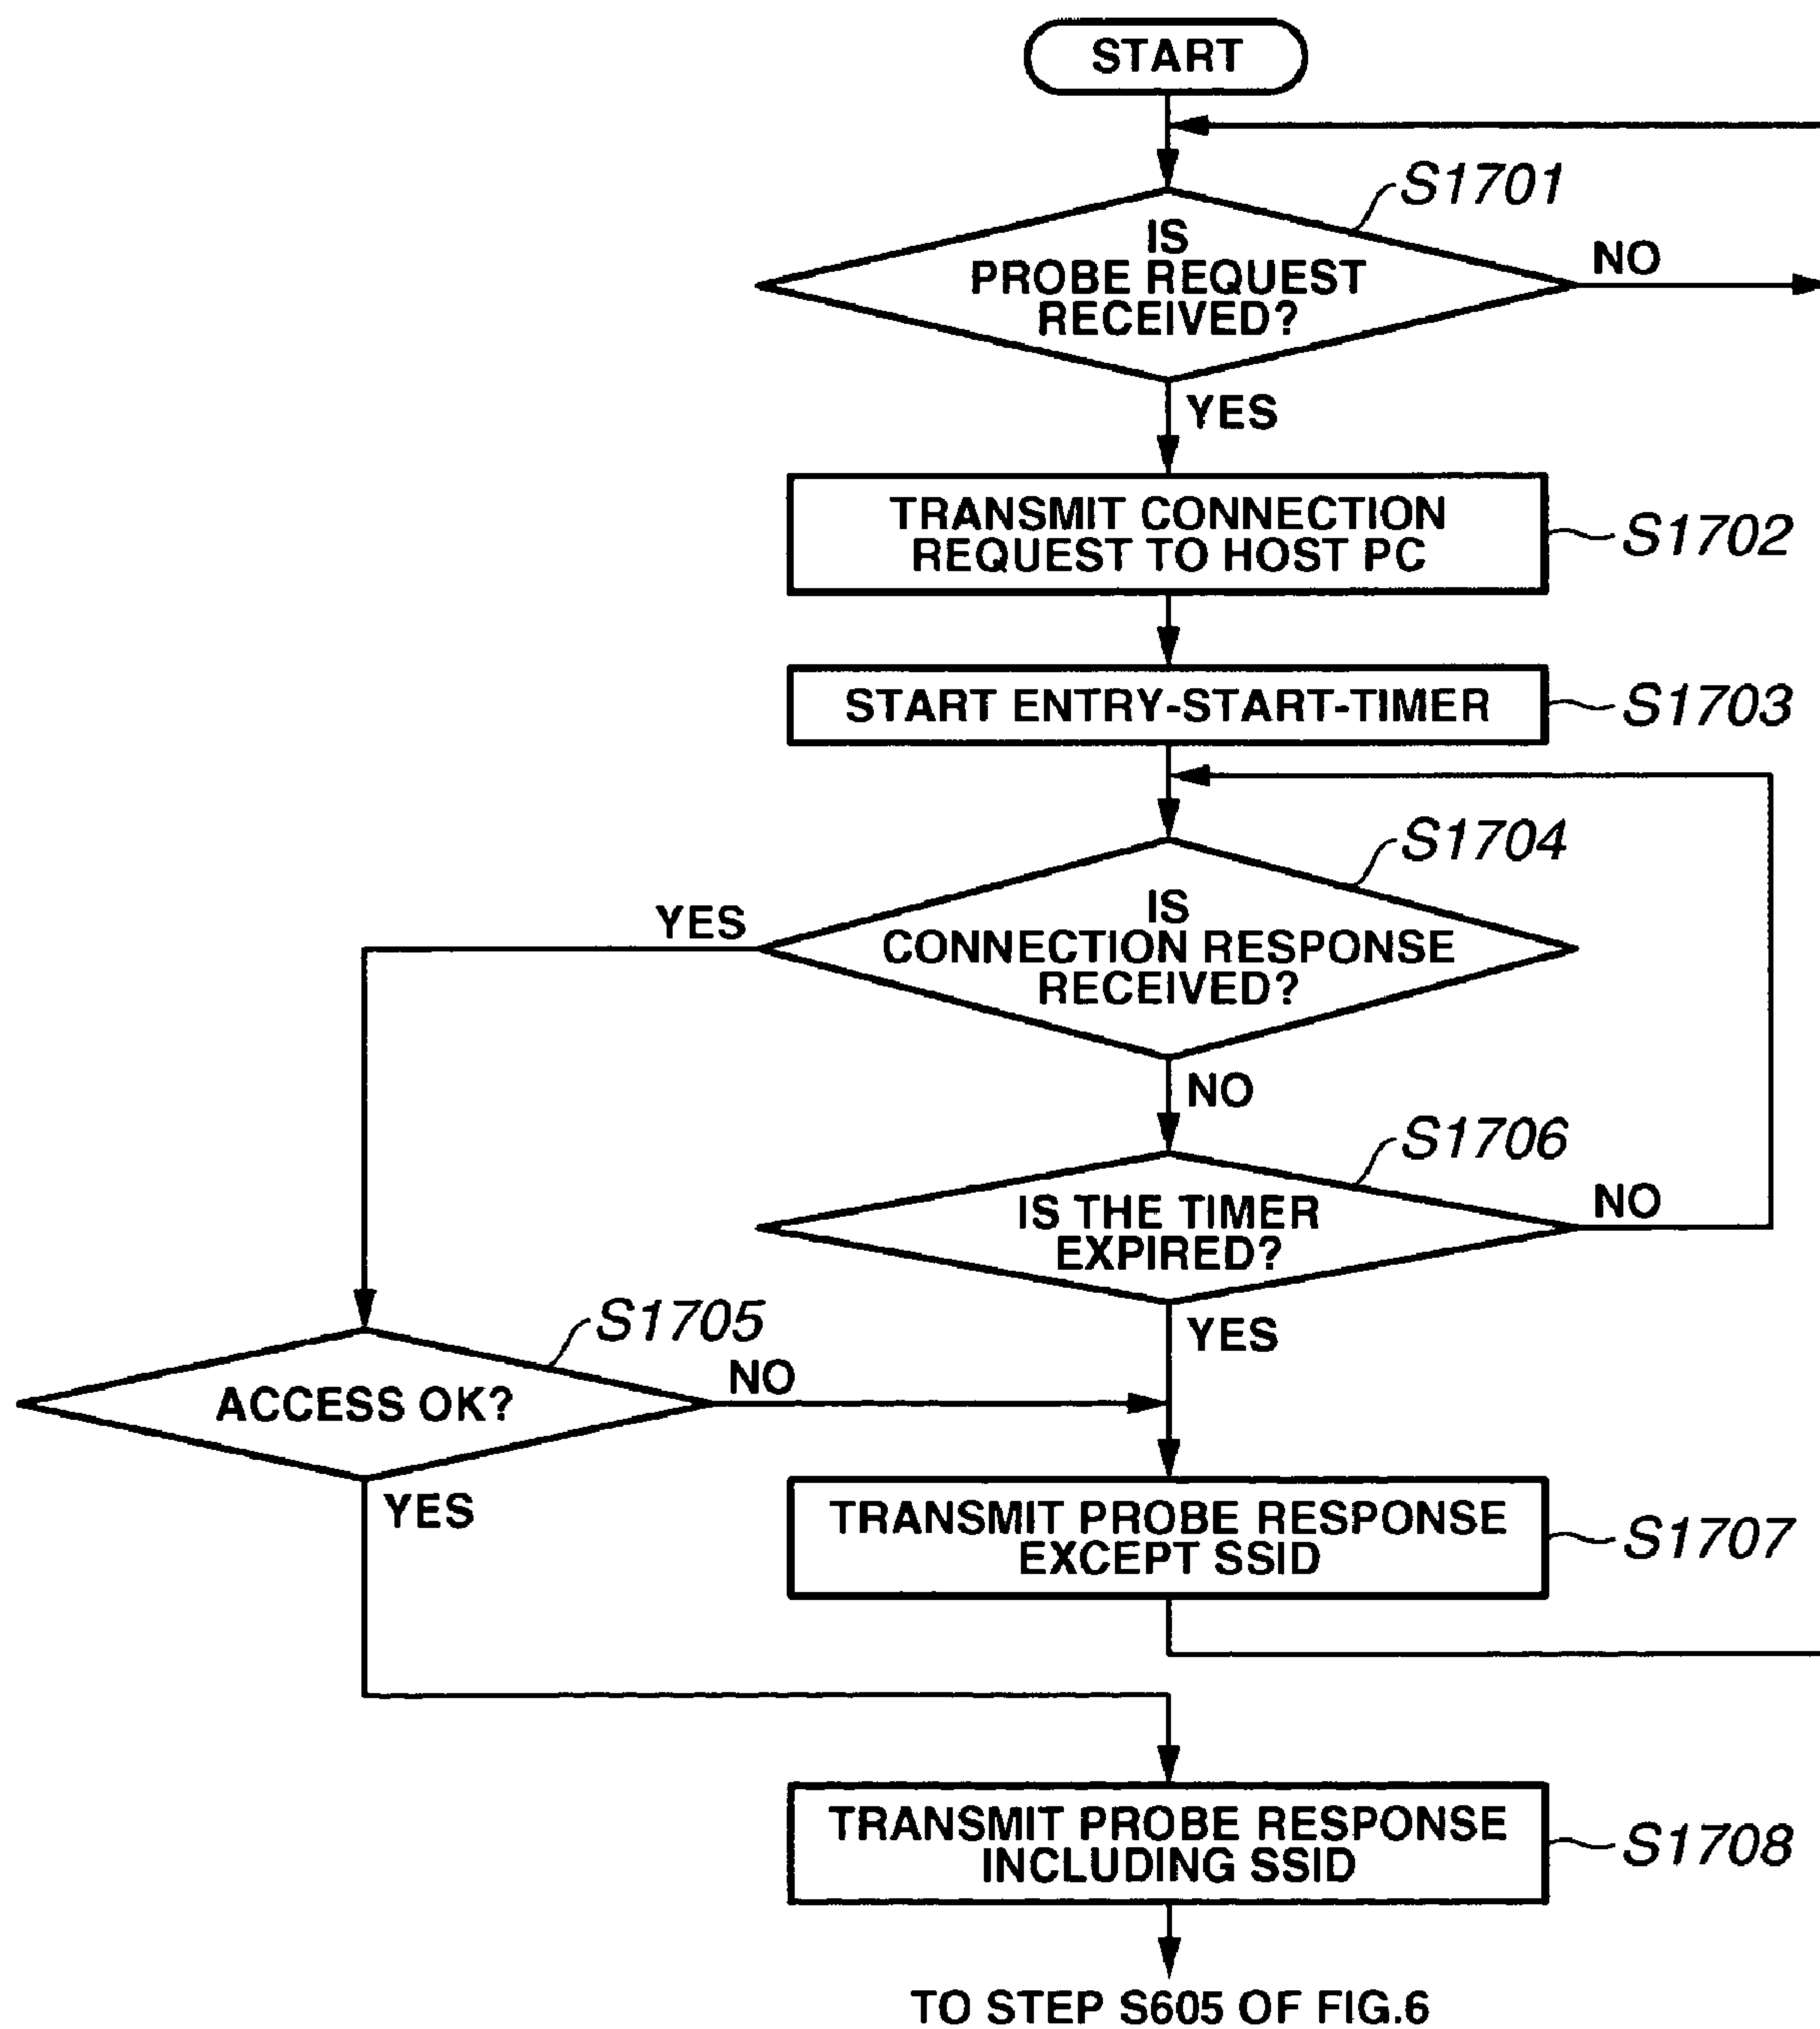 START
S1701
IS
PROBE REQUEST
RECEIVED?
NO
YES
TRANSMIT CONNECTION
REQUEST TO HOST PC
S1702
START ENTRY-START-TIMER
S1703
S1704
IS
CONNECTION RESPONSE
RECEIVED?
YES
NO
S1706
IS THE TIMER
EXPIRED?
NO
YES
S1705
ACCESS OK?
NO
YES
TRANSMIT PROBE RESPONSE
EXCEPT SSID
S1707
TRANSMIT PROBE RESPONSE
INCLUDING SSID
S1708
TO STEP S605 OF FIG.6